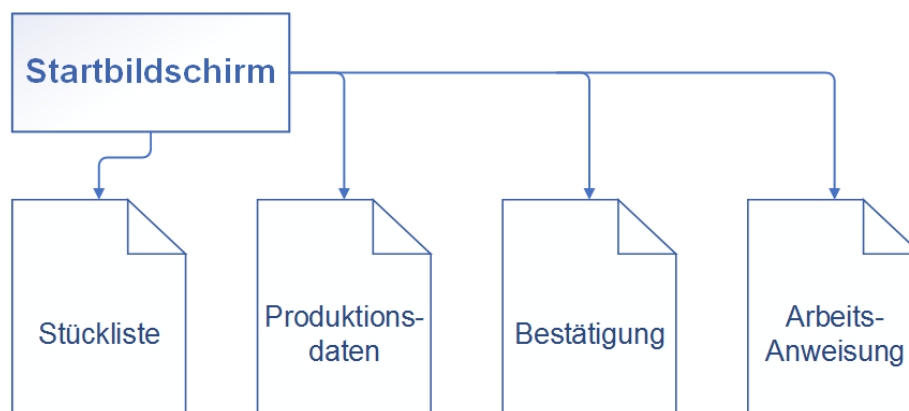 Startbildschirm
Stückliste
Produktions-
daten
Bestätigung
Arbeits-
Anweisung